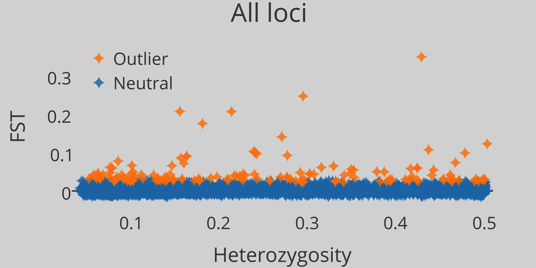 All loci
Outlier
Neutral
0.3
0.2
0.1
0
FST
0.1 0.2 0.3 0.4 0.5
Heterozygosity